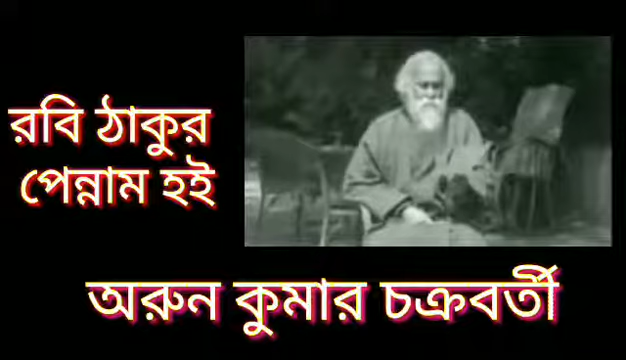 রবি ঠাকুর
পেন্নাম হই
অরুন কুমার চক্রবর্তী